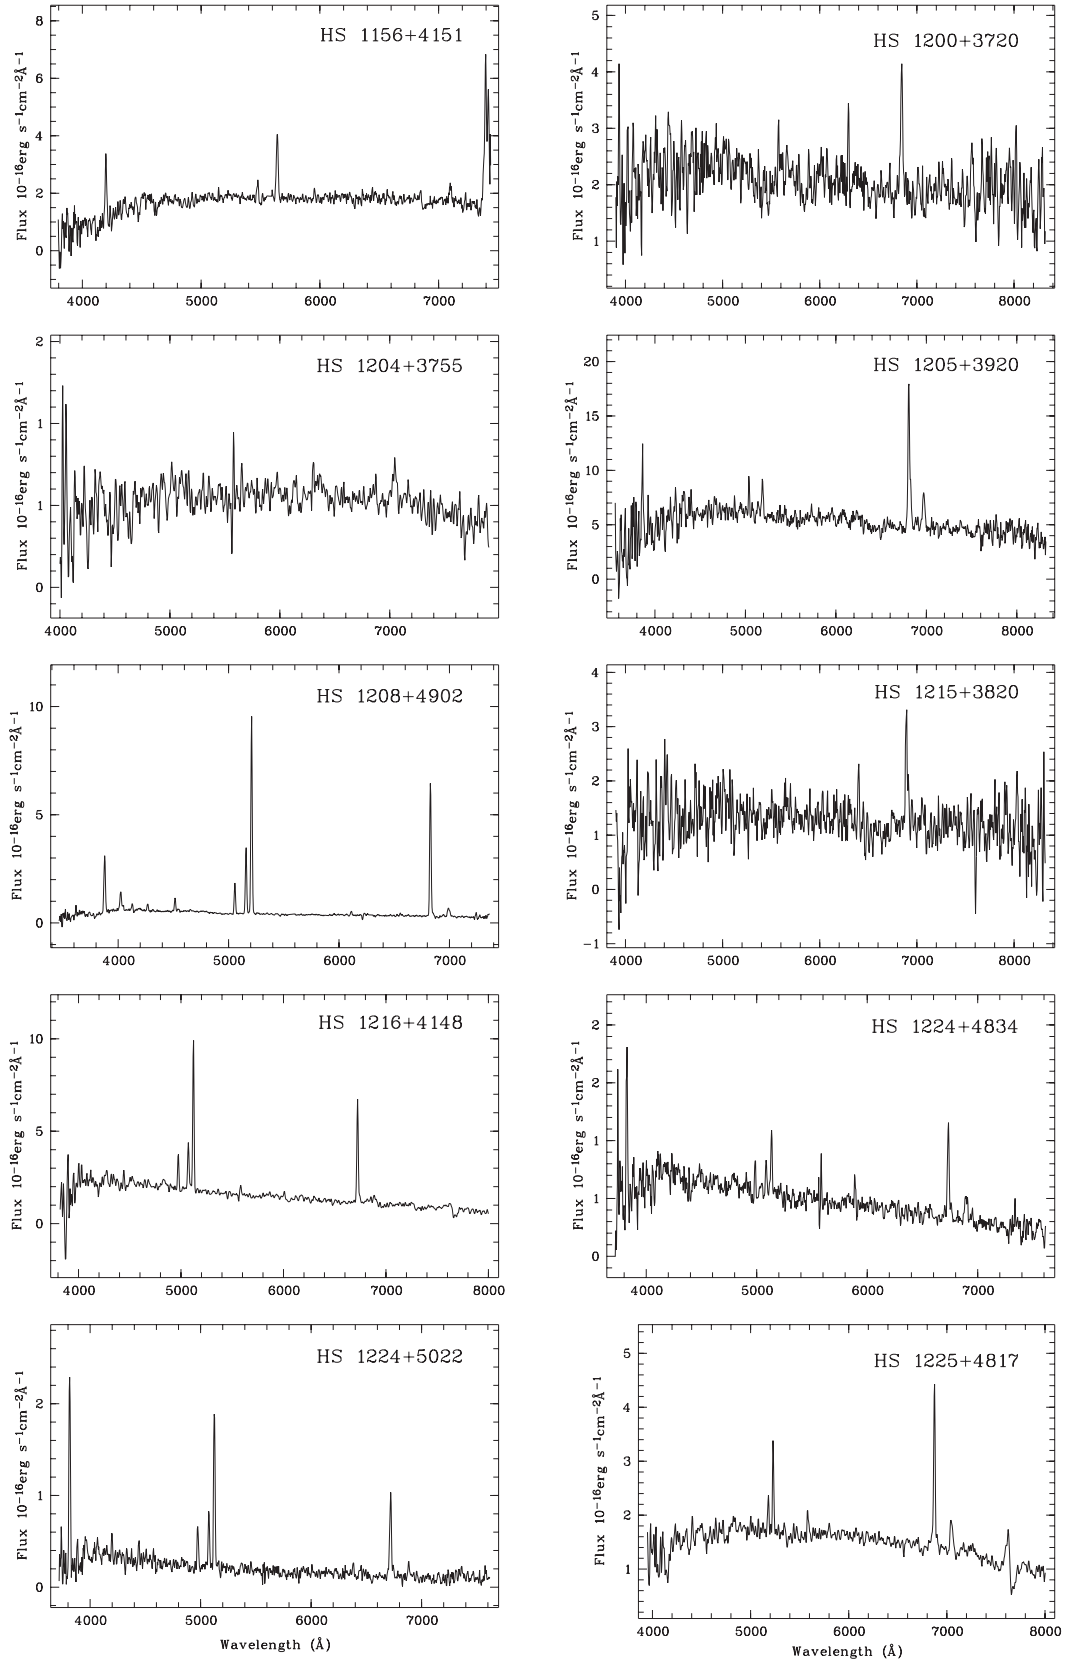 HS 1156+4151
Flux 10−16erg s−1cm−2Å−1
8
6
4
2
0
4000 5000 6000 7000
HS 1200+3720
Flux 10−16erg s−1cm−2Å−1
5
4
3
2
1
4000 5000 6000 7000 8000
HS 1204+3755
Flux 10−16erg s−1cm−2Å−1
2
1
1
0
4000 5000 6000 7000
HS 1205+3920
Flux 10−16erg s−1cm−2Å−1
20
15
10
5
0
4000 5000 6000 7000 8000
HS 1208+4902
Flux 10−16erg s−1cm−2Å−1
10
5
0
4000 5000 6000 7000
HS 1215+3820
Flux 10−16erg s−1cm−2Å−1
4
3
2
1
0
−1
4000 5000 6000 7000 8000
HS 1216+4148
Flux 10−16erg s−1cm−2Å−1
10
5
0
4000 5000 6000 7000 8000
HS 1224+4834
Flux 10−16erg s−1cm−2Å−1
2
2
1
1
0
4000 5000 6000 7000
HS 1224+5022
Flux 10−16erg s−1cm−2Å−1
2
1
0
4000 5000 6000 7000
Wavelength (Å)
HS 1225+4817
Flux 10−16erg s−1cm−2Å−1
5
4
3
2
1
4000 5000 6000 7000 8000
Wavelength (Å)